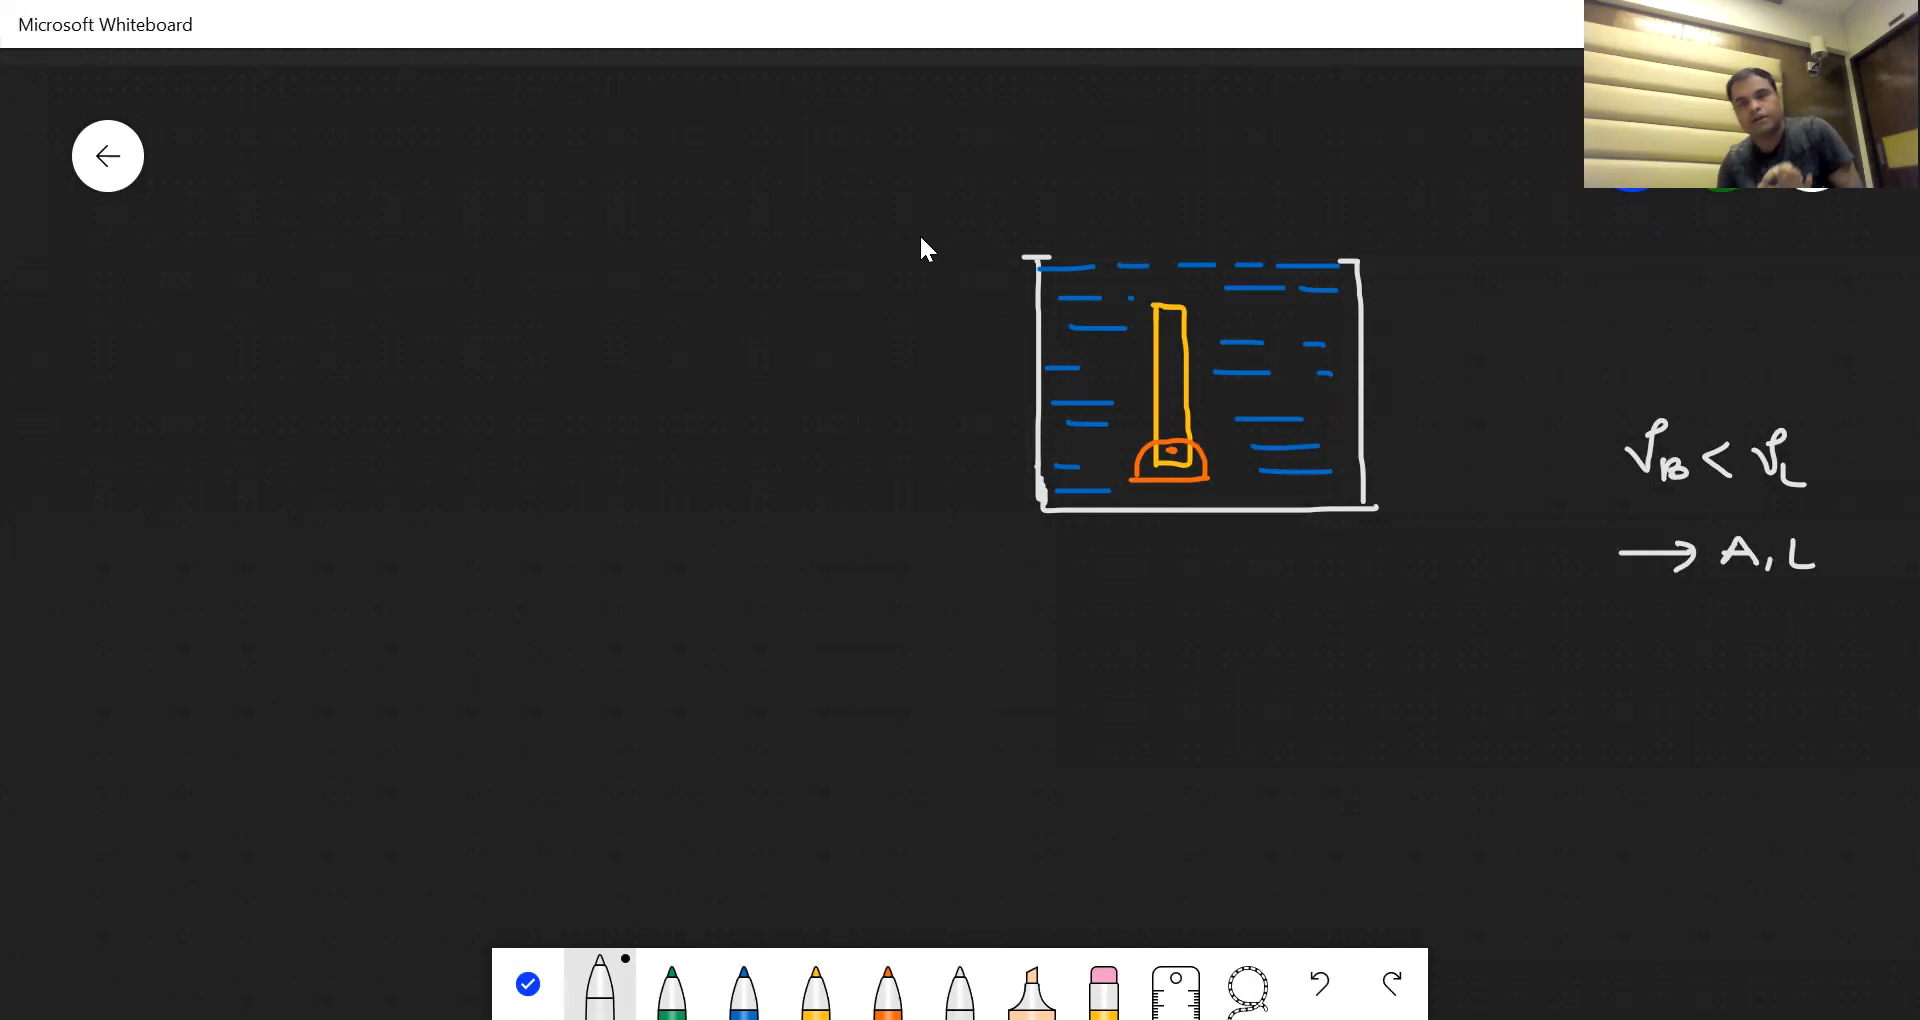 Microsoft Whiteboard
ρB < ρL
→ A, L